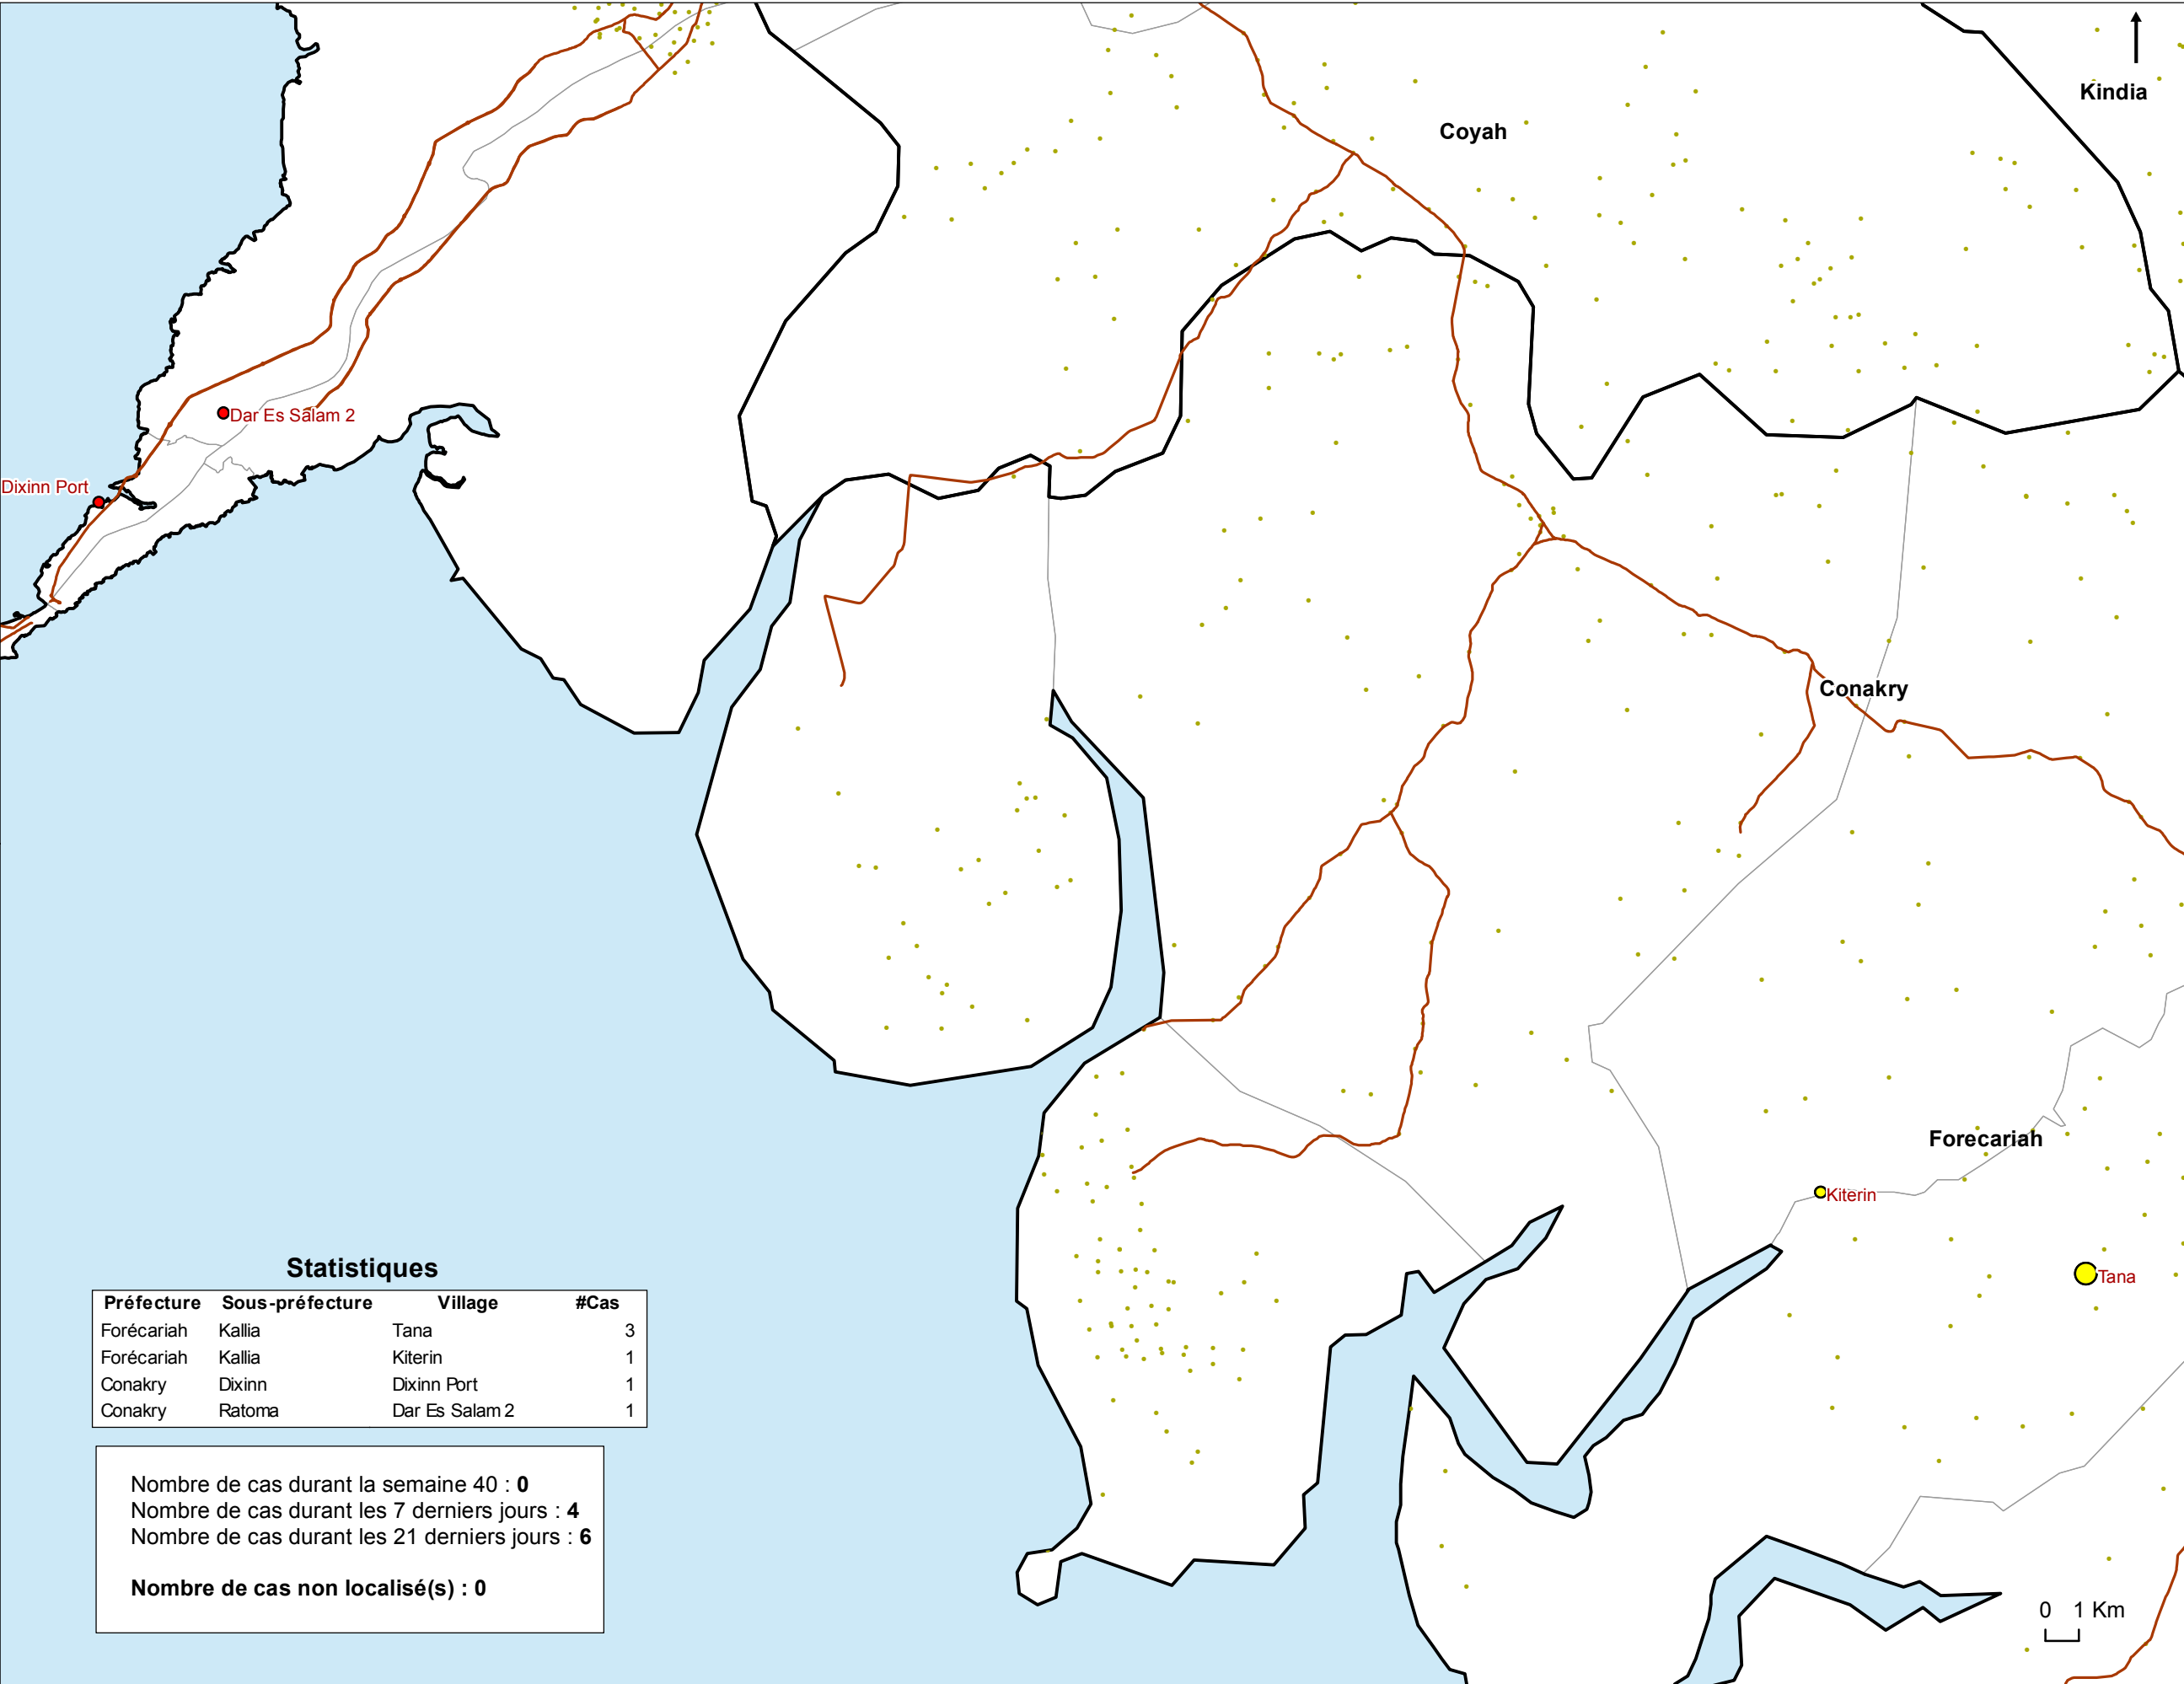 Kindia
Coyah
Dar Es Salam 2
Dixinn Port
Conakry
Forecariah
Kiterin
Tana
Statistiques
Préfecture Sous-préfecture Village #Cas
Forécariah Kallia Tana 3
Forécariah Kallia Kiterin 1
Conakry Dixinn Dixinn Port 1
Conakry Ratoma Dar Es Salam 2 1
Nombre de cas durant la semaine 40 : 0
Nombre de cas durant les 7 derniers jours : 4
Nombre de cas durant les 21 derniers jours : 6
Nombre de cas non localisé(s) : 0
0 1 Km